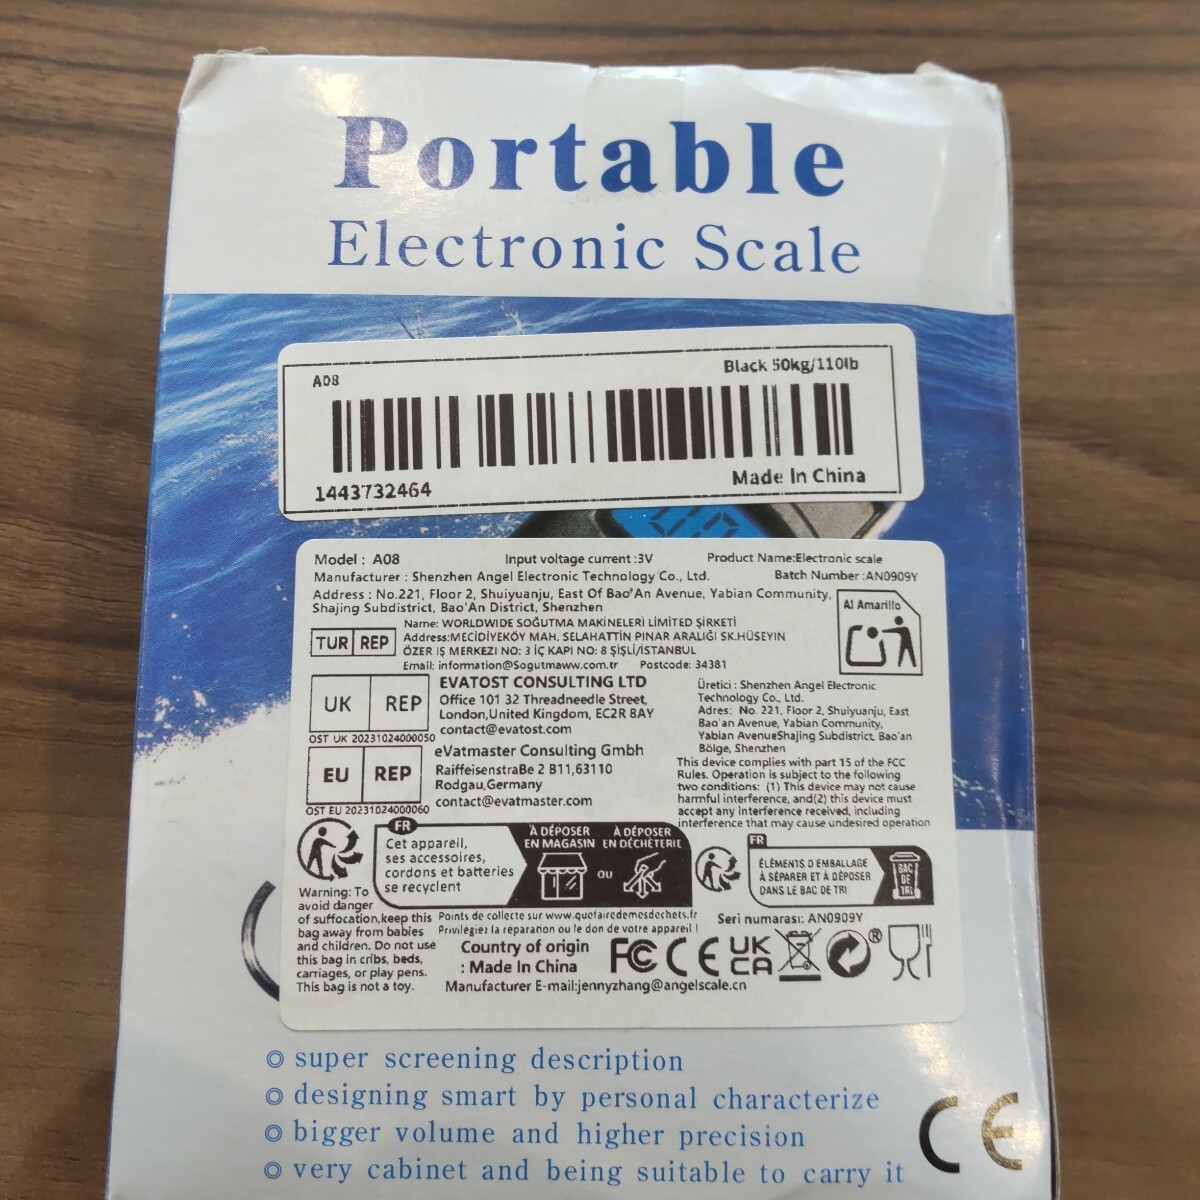 Portable
Electronic Scale
A08
Black 50kg/110lb
1443732464
Made In China
Model : A08 Input voltage current :3V Product Name:Electronic scale
Manufacturer : Shenzhen Angel Electronic Technology Co., Ltd. Batch Number :AN0909Y
Address : No.221, Floor 2, Shuiyuanju, East Of Bao'An Avenue, Yabian Community,
Shajing Subdistrict, Bao'An District, Shenzhen
Al Amarillo
TUR REP
Name: WORLDWIDE SOĞUTMA MAKİNELERİ LİMİTED ŞİRKETİ
Address:MECİDİYEKÖY MAH. SELAHATTİN PINAR ARALIĞI SK.HÜSEYIN
ÖZER IŞ MERKEZI NO: 3 İÇ KAPI NO: 8 ŞİŞLİ/İSTANBUL
Email: information@Sogutmaww.com.tr Postcode: 34381
UK REP
OST UK 20231024000050
EVATOST CONSULTING LTD
Office 101 32 Threadneedle Street,
London,United Kingdom, EC2R 8AY
contact@evatost.com
EU REP
OST EU 20231024000060
eVatmaster Consulting Gmbh
RaiffeisenstraBe 2 B11,63110
Rodgau,Germany
contact@evatmaster.com
Üretici : Shenzhen Angel Electronic
Technology Co., Ltd.
Adres: No. 221, Floor 2, Shuiyuanju, East
Bao'an Avenue, Yabian Community,
Yabian AvenueShajing Subdistrict, Bao'an
Bölge, Shenzhen
This device complies with part 15 of the FCC
Rules. Operation is subject to the following
two conditions: (1) This device may not cause
harmful interference, and(2) this device must
accept any interference received, including
interference that may cause undesired operation
FR
Cet appareil,
ses accessoires,
cordons et batteries
se recyclent
À DÉPOSER
EN MAGASIN
OU
À DÉPOSER
EN DÉCHÈTERIE
FR
ÉLÉMENTS D EMBALLAGE
À SÉPARER ET À DÉPOSER
DANS LE BAC DE TRI
BAC
DE
TRI
Points de collecte sur www.quefairedemesdechets.fr
Privilégiez la réparation ou le don de votre appareil !
Seri numarası: AN0909Y
Warning: To
avoid danger
of suffocation,keep this
bag away from babies
and children. Do not use
this bag in cribs, beds,
carriages, or play pens.
This bag is not a toy.
Country of origin
: Made In China
FC CE UK
CA
®
Manufacturer E-mail:jennyzhang@angelscale.cn
◎ super screening description
◎ designing smart by personal characterize
◎ bigger volume and higher precision
◎ very cabinet and being suitable to carry it
CE